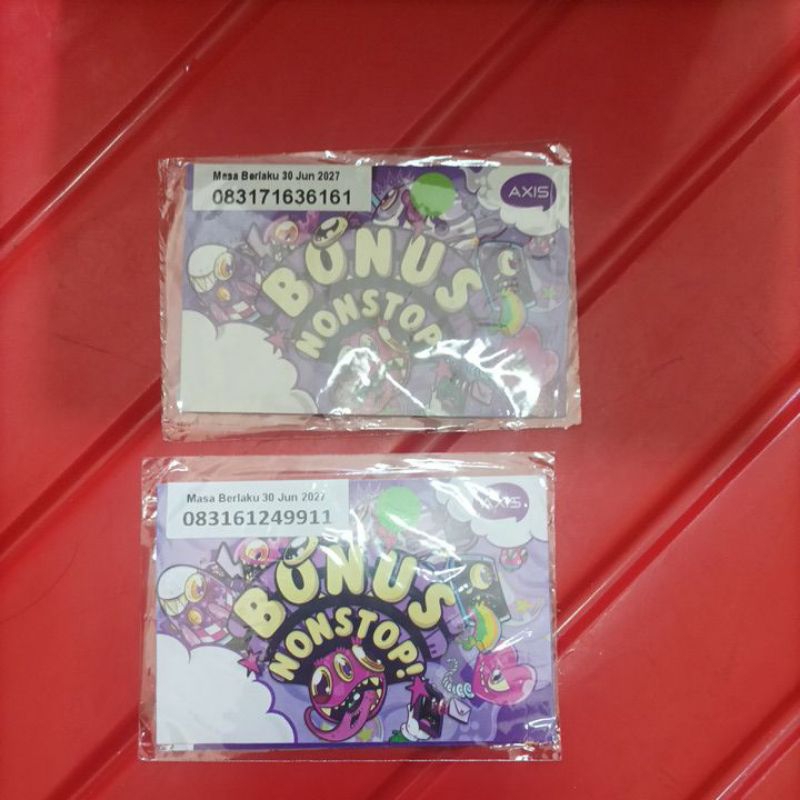 Masa Berlaku 30 Jun 2027
083171636161
AXIS
BONUS
NONSTOP!
Masa Berlaku 30 Jun 2027
083161249911
AXIS
BONUS
NONSTOP!